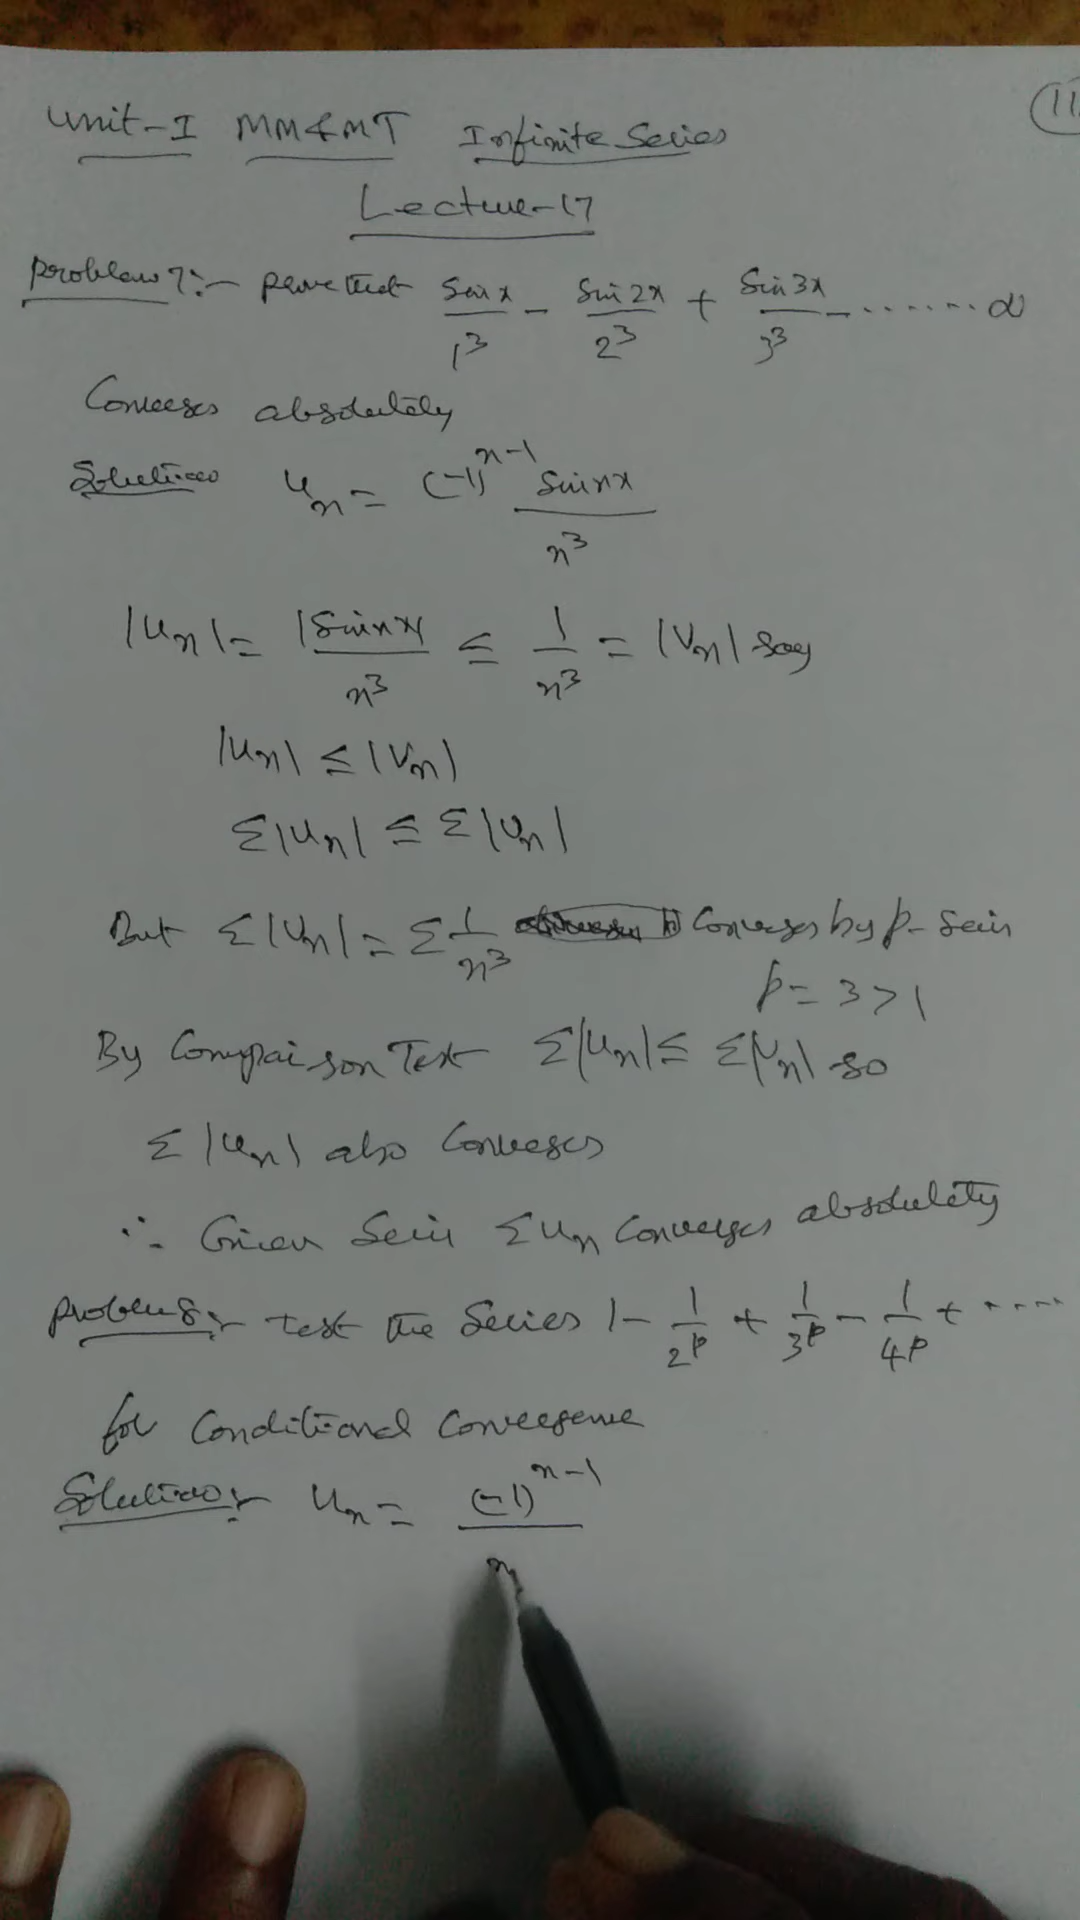 Unit-I MM&MT Infinite Series
11
Lecture-17
Problem 7:- prove that sin x/1³ - sin 2x/2³ + sin 3x/3³ - ....... ∞
Converges absolutely
Solution uₙ = (-1)ⁿ⁻¹ sin nx/n³
|uₙ| = |sin nx|/n³ ≤ 1/n³ = |Vₙ| say
|uₙ| ≤ |Vₙ|
Σ|uₙ| ≤ Σ|Vₙ|
But Σ|Vₙ| = Σ 1/n³ Converges by p-series
p = 3 > 1
By Comparison Test Σ|uₙ| ≤ Σ|Vₙ| so
Σ|uₙ| also Converges
∴ Given Series Σuₙ Converges absolutely
Problem 8:- test the Series 1 - 1/2ᵖ + 1/3ᵖ - 1/4ᵖ + ....
for Conditional Convergence
Solution:- uₙ = (-1)ⁿ⁻¹/n